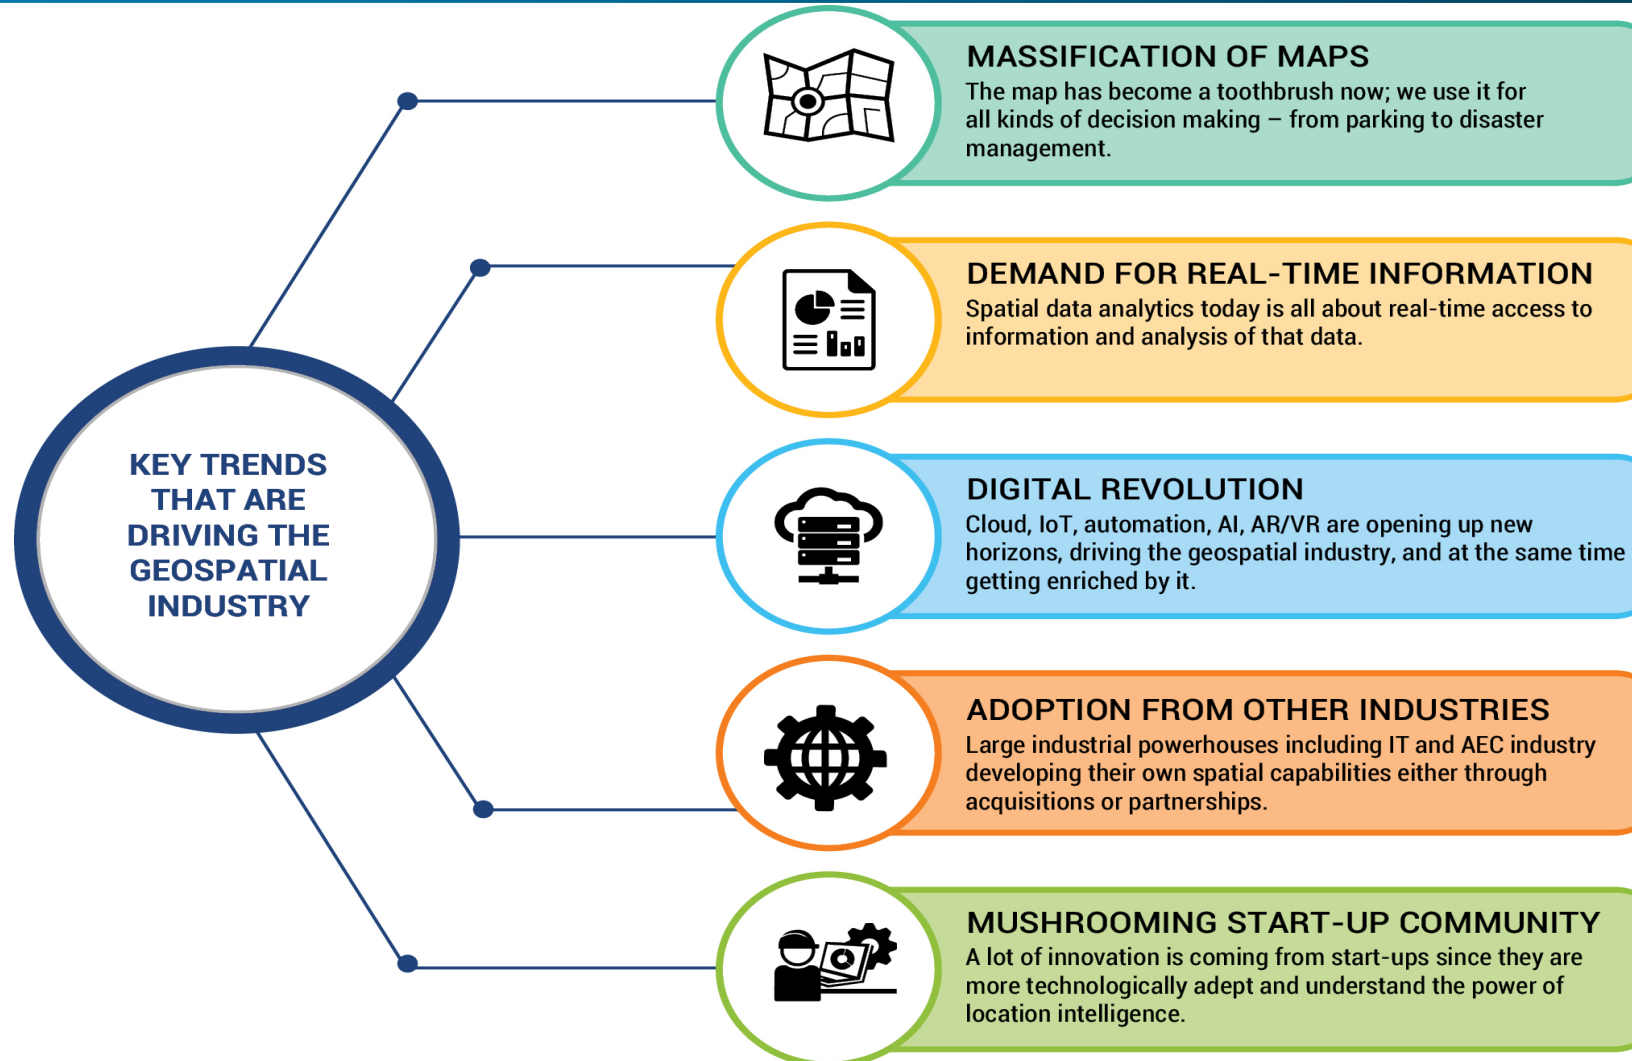 KEY TRENDS
THAT ARE
DRIVING THE
GEOSPATIAL
INDUSTRY
MASSIFICATION OF MAPS
The map has become a toothbrush now; we use it for
all kinds of decision making – from parking to disaster
management.
DEMAND FOR REAL-TIME INFORMATION
Spatial data analytics today is all about real-time access to
information and analysis of that data.
DIGITAL REVOLUTION
Cloud, IoT, automation, AI, AR/VR are opening up new
horizons, driving the geospatial industry, and at the same time
getting enriched by it.
ADOPTION FROM OTHER INDUSTRIES
Large industrial powerhouses including IT and AEC industry
developing their own spatial capabilities either through
acquisitions or partnerships.
MUSHROOMING START-UP COMMUNITY
A lot of innovation is coming from start-ups since they are
more technologically adept and understand the power of
location intelligence.